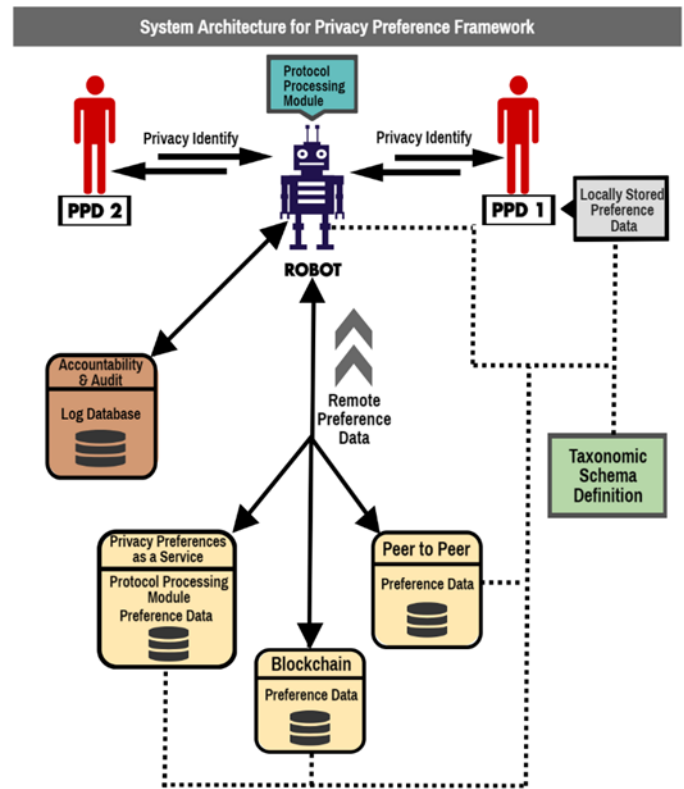 System Architecture for Privacy Preference Framework
Protocol
Processing
Module
Privacy Identify
Privacy Identify
PPD 2
PPD 1
Locally Stored
Preference
Data
ROBOT
Accountability
& Audit
Log Database
Remote
Preference
Data
Taxonomic
Schema
Definition
Privacy Preferences
as a Service
Protocol Processing
Module
Preference Data
Peer to Peer
Preference Data
Blockchain
Preference Data